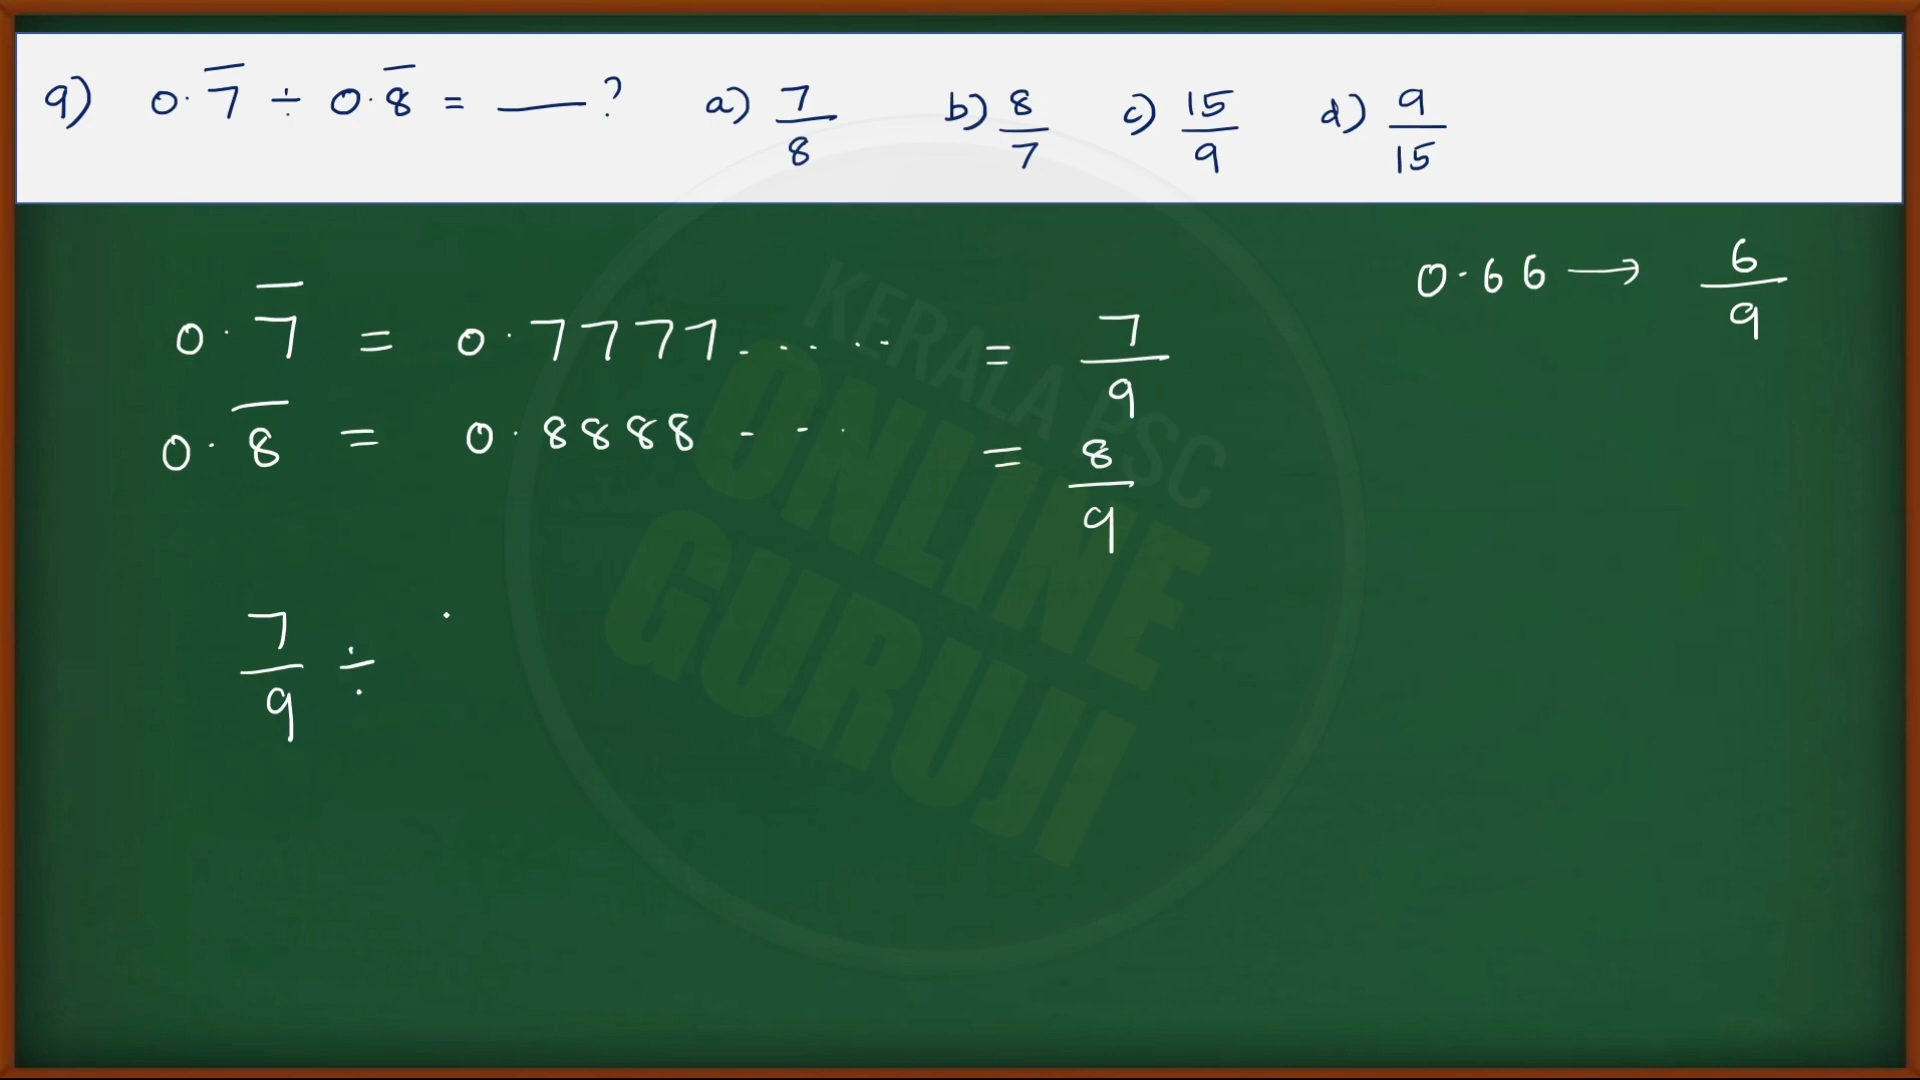 9) 0.7̅ ÷ 0.8̅ = ____ ? a) 7/8 b) 8/7 c) 15/9 d) 9/15
0.66 → 6/9
0.7̅ = 0.7777..... = 7/9
0.8̅ = 0.8888 - - . = 8/9
7/9 ÷
KERALA PSC
ONLINE
GURUJI